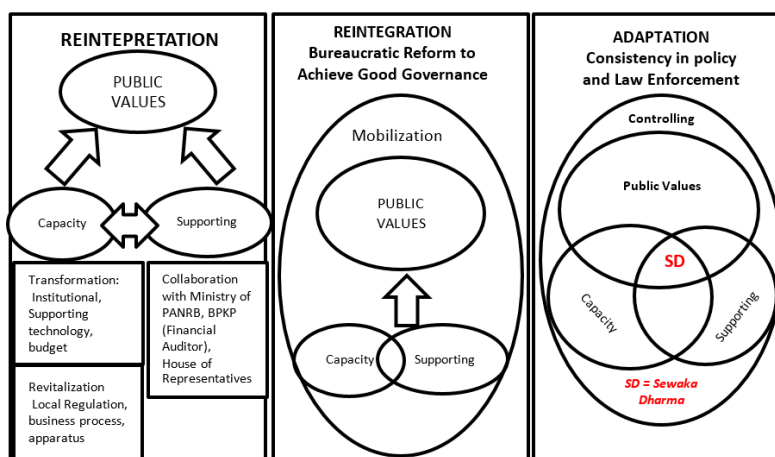 REINTEPRETATION
PUBLIC
VALUES
Capacity
Supporting
Transformation:
Institutional,
Supporting
technology,
budget
Collaboration
with Ministry of
PANRB, BPKP
(Financial
Auditor),
House of
Representatives
Revitalization
Local Regulation,
business process,
apparatus
REINTEGRATION
Bureaucratic Reform to
Achieve Good Governance
Mobilization
PUBLIC
VALUES
Capacity
Supporting
ADAPTATION
Consistency in policy
and Law Enforcement
Controlling
Public Values
SD
Capacity
Supporting
SD = Sewaka
Dharma